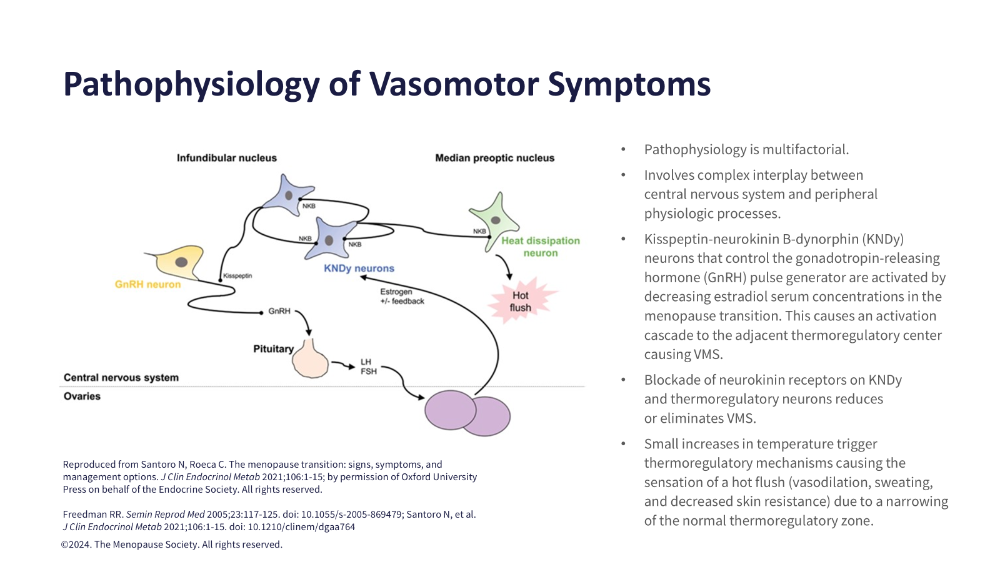 Pathophysiology of Vasomotor Symptoms
Infundibular nucleus
Median preoptic nucleus
NKB
NKB
NKB
NKB
Heat dissipation
neuron
KNDy neurons
Kisspeptin
GnRH neuron
Estrogen
+/- feedback
Hot
flush
GnRH
Pituitary
LH
FSH
Central nervous system
Ovaries
• Pathophysiology is multifactorial.
• Involves complex interplay between
central nervous system and peripheral
physiologic processes.
• Kisspeptin-neurokinin B-dynorphin (KNDy)
neurons that control the gonadotropin-releasing
hormone (GnRH) pulse generator are activated by
decreasing estradiol serum concentrations in the
menopause transition. This causes an activation
cascade to the adjacent thermoregulatory center
causing VMS.
• Blockade of neurokinin receptors on KNDy
and thermoregulatory neurons reduces
or eliminates VMS.
• Small increases in temperature trigger
thermoregulatory mechanisms causing the
sensation of a hot flush (vasodilation, sweating,
and decreased skin resistance) due to a narrowing
of the normal thermoregulatory zone.
Reproduced from Santoro N, Roeca C. The menopause transition: signs, symptoms, and
management options. J Clin Endocrinol Metab 2021;106:1-15; by permission of Oxford University
Press on behalf of the Endocrine Society. All rights reserved.
Freedman RR. Semin Reprod Med 2005;23:117-125. doi: 10.1055/s-2005-869479; Santoro N, et al.
J Clin Endocrinol Metab 2021;106:1-15. doi: 10.1210/clinem/dgaa764
©2024. The Menopause Society. All rights reserved.